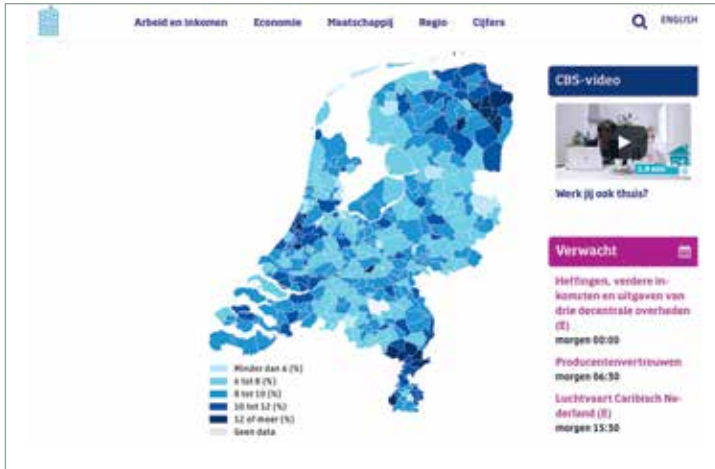 Arbeid en inkomen Economie Maatschappij Regio Cijfers ENGLISH
CBS-video
Werk jij ook thuis?
Verwacht
Heffingen, verdere in-
komsten en uitgaven van
drie decentrale overheden
(E)
morgen 00:00
Producentenvertrouwen
morgen 06:30
Luchtvaart Caribisch Ne-
derland (E)
morgen 15:30
Minder dan 6 (%)
6 tot 8 (%)
8 tot 10 (%)
10 tot 12 (%)
12 of meer (%)
Geen data